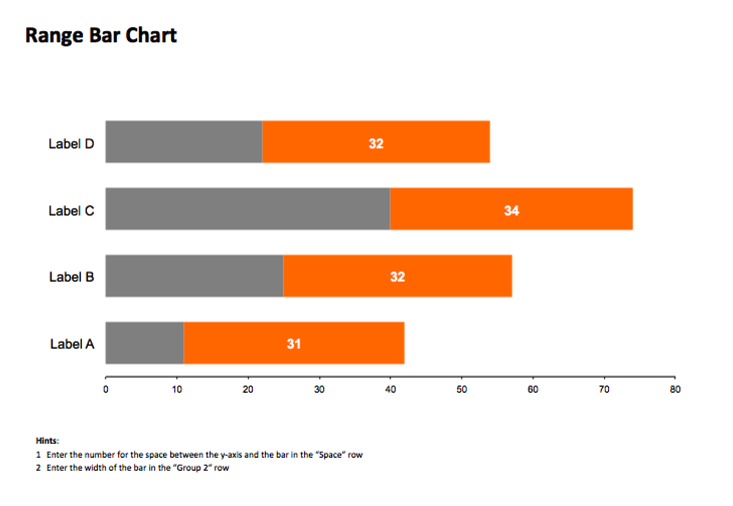 Range Bar Chart
Label D
32
Label C
34
Label B
32
Label A
31
0 10 20 30 40 50 60 70 80
Hints:
1 Enter the number for the space between the y-axis and the bar in the "Space" row
2 Enter the width of the bar in the "Group 2" row